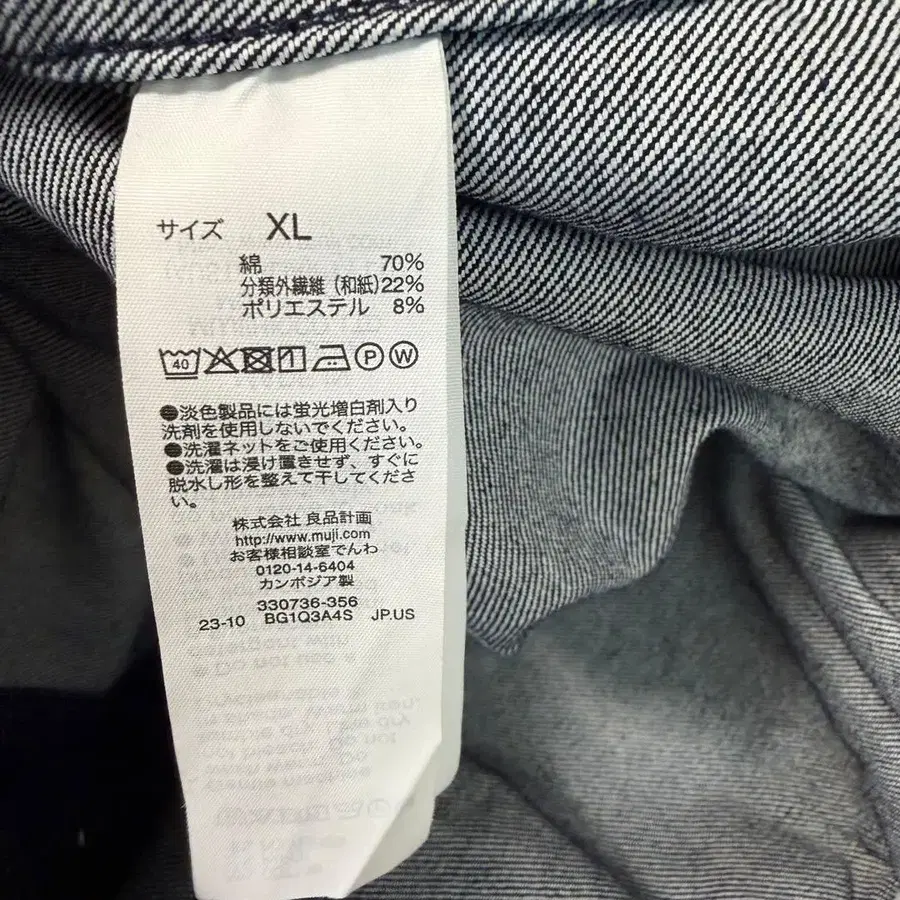 サイズ XL
綿 70%
分類外繊維(和紙)22%
ポリエステル 8%
40 P W
●淡色製品には蛍光増白剤入り
洗剤を使用しないでください。
●洗濯ネットをご使用ください。
●洗濯は浸け置きせず、すぐに
脱水し形を整えて干してくださ
い。
株式会社 良品計画
http://www.muji.com
お客様相談室でんわ
0120-14-6404
カンボジア製
330736-356
23-10 BG1Q3A4S JP.US